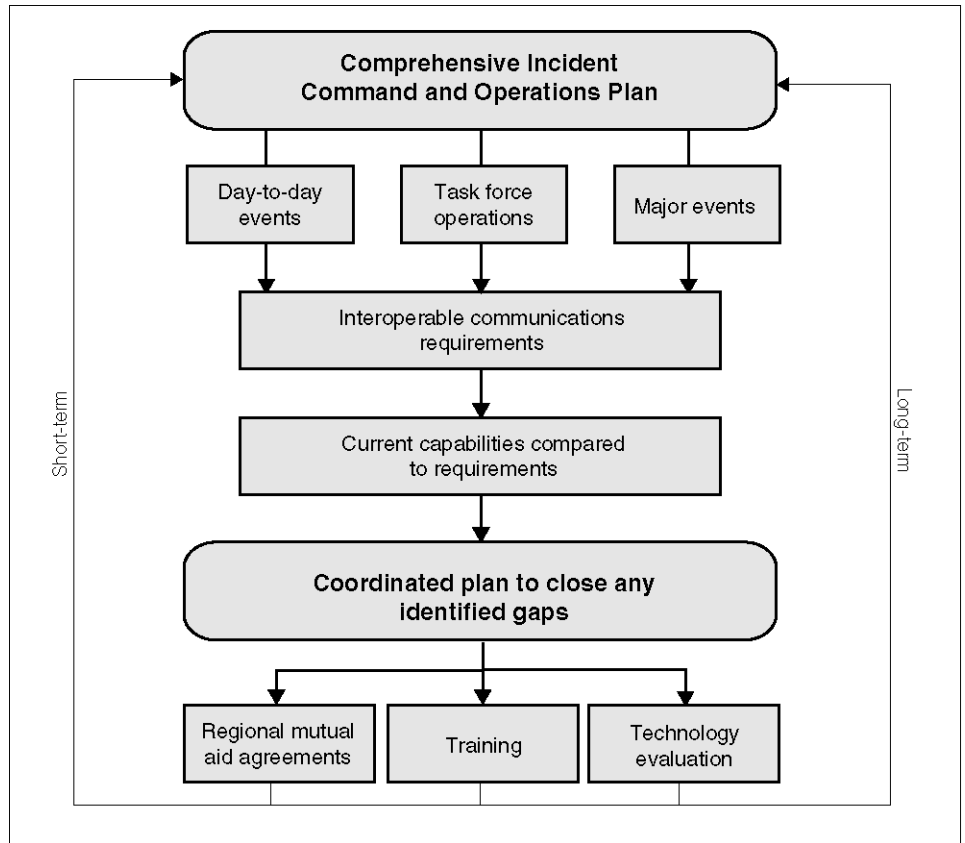 Comprehensive Incident
Command and Operations Plan
Day-to-day
events
Task force
operations
Major events
Interoperable communications
requirements
Current capabilities compared
to requirements
Short-term
Long-term
Coordinated plan to close any
identified gaps
Regional mutual
aid agreements
Training
Technology
evaluation